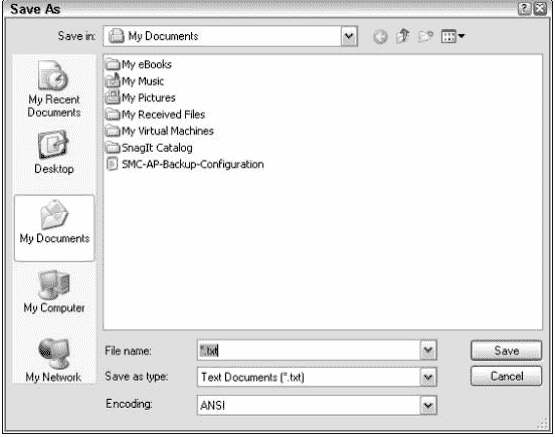 Save As
Save in:
My Documents
My Recent
Documents
Desktop
My Documents
My Computer
My Network
My eBooks
My Music
My Pictures
My Received Files
My Virtual Machines
SnagIt Catalog
SMC-AP-Backup-Configuration
File name:
*.txt
Save
Save as type:
Text Documents (*.txt)
Cancel
Encoding:
ANSI